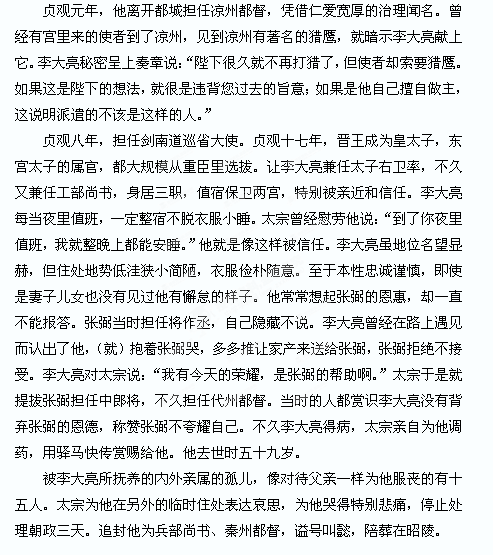 贞观元年，他离开都城担任凉州都督，凭借仁爱宽厚的治理闻名。曾
经有宫里来的使者到了凉州，见到凉州有著名的猎鹰，就暗示李大亮献上
它。李大亮秘密呈上奏章说：“陛下很久就不再打猎了，但使者却索要猎鹰。
如果这是陛下的想法，就很是违背您过去的旨意；如果是他自己擅自做主，
这说明派遣的不该是这样的人。”
贞观八年，担任剑南道巡省大使。贞观十七年，晋王成为皇太子，东
宫太子的属官，都大规模从重臣里选拔。让李大亮兼任太子右卫率，不久
又兼任工部尚书，身居三职，值宿保卫两宫，特别被亲近和信任。李大亮
每当夜里值班，一定整宿不脱衣服小睡。太宗曾经慰劳他说：“到了你夜里
值班，我就整晚上都能安睡。”他就是像这样被信任。李大亮虽地位名望显
赫，但住处地势低洼狭小简陋，衣服俭朴随意。至于本性忠诚谨慎，即使
是妻子儿女也没有见过他有懈怠的样子。他常常想起张弼的恩惠，却一直
不能报答。张弼当时担任将作丞，自己隐藏不说。李大亮曾经在路上遇见
而认出了他，（就）抱着张弼哭，多多推让家产来送给张弼，张弼拒绝不接
受。李大亮对太宗说：“我有今天的荣耀，是张弼的帮助啊。”太宗于是就
提拔张弼担任中郎将，不久担任代州都督。当时的人都赏识李大亮没有背
弃张弼的恩德，称赞张弼不夸耀自己。不久李大亮得病，太宗亲自为他调
药，用驿马快传赏赐给他。他去世时五十九岁。
被李大亮所抚养的内外亲属的孤儿，像对待父亲一样为他服丧的有十
五人。太宗为他在另外的临时住处表达哀思，为他哭得特别悲痛，停止处
理朝政三天。追封他为兵部尚书、秦州都督，谥号叫懿，陪葬在昭陵。